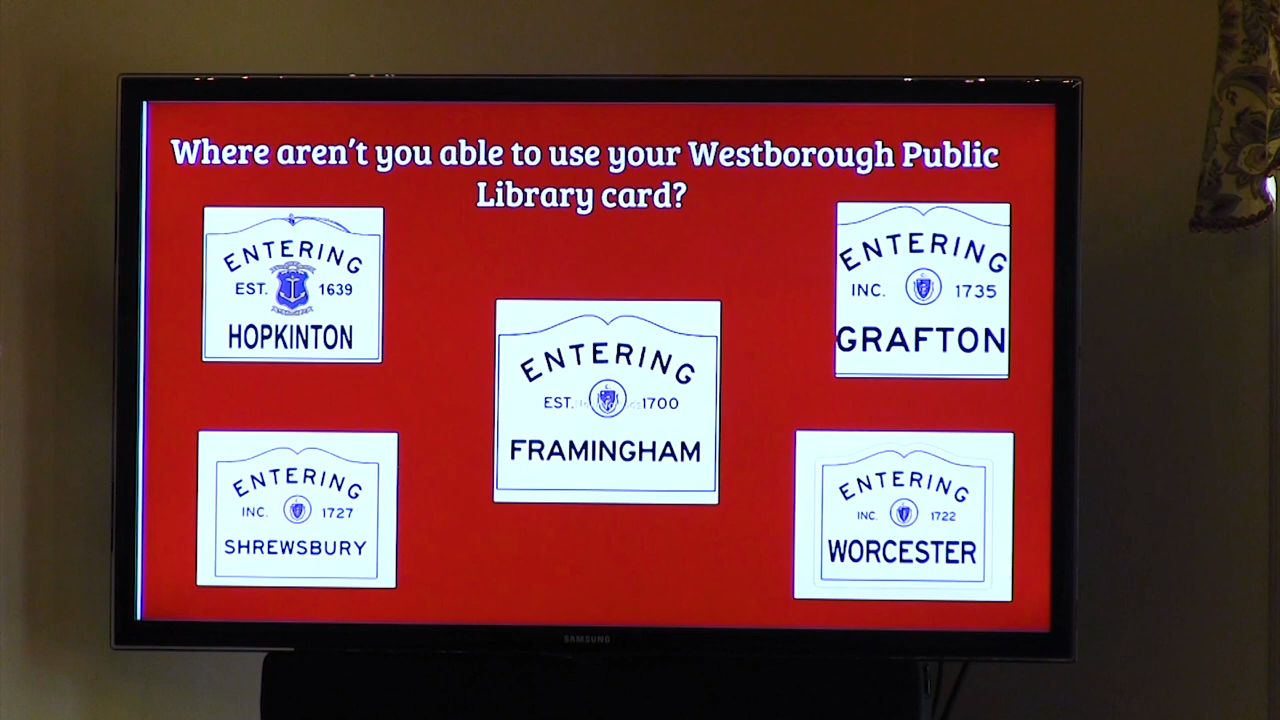 Where aren't you able to use your Westborough Public
Library card?
ENTERING
EST. 1639
HOPKINTON
ENTERING
INC. 1735
GRAFTON
ENTERING
EST. 1700
FRAMINGHAM
ENTERING
INC. 1727
SHREWSBURY
ENTERING
INC. 1722
WORCESTER
SAMSUNG